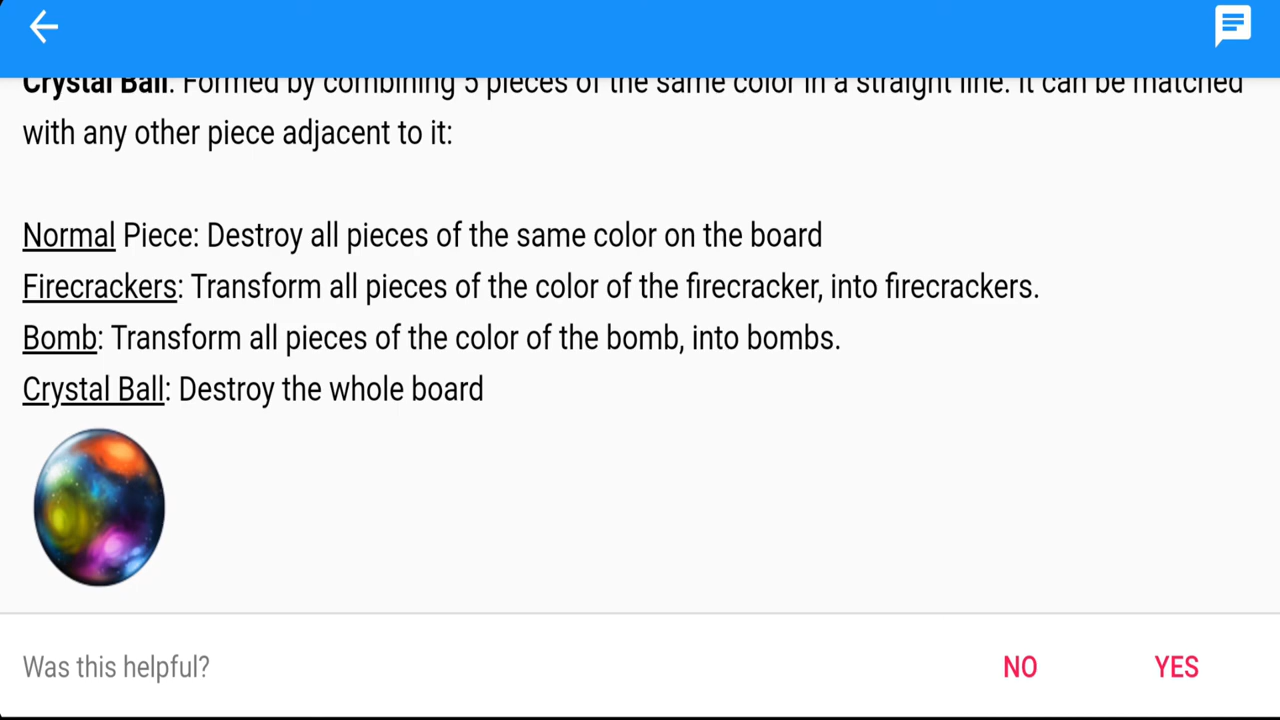 Crystal Ball: Formed by combining 5 pieces of the same color in a straight line. It can be matched
with any other piece adjacent to it:
Normal Piece: Destroy all pieces of the same color on the board
Firecrackers: Transform all pieces of the color of the firecracker, into firecrackers.
Bomb: Transform all pieces of the color of the bomb, into bombs.
Crystal Ball: Destroy the whole board
Was this helpful?
NO
YES